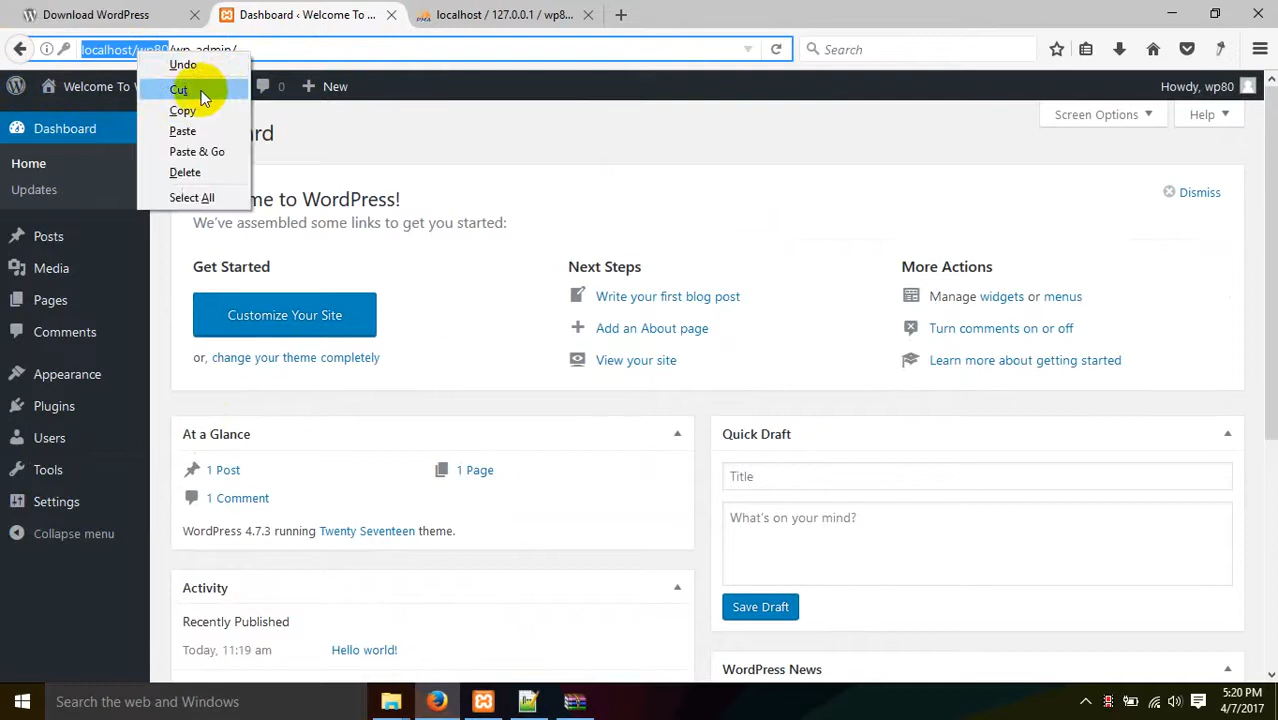 Download WordPress
Dashboard ‹ Welcome To ...
localhost / 127.0.0.1 / wp8...
localhost/wp80/wp-admin/
Search
Undo
Cut
Copy
Paste
Paste & Go
Delete
Select All
Welcome To W
0
New
Howdy, wp80
Dashboard
Home
Updates
Posts
Media
Pages
Comments
Appearance
Plugins
Users
Tools
Settings
Collapse menu
ard
Screen Options
Help
me to WordPress!
Dismiss
We've assembled some links to get you started:
Get Started
Customize Your Site
or, change your theme completely
Next Steps
Write your first blog post
Add an About page
View your site
More Actions
Manage widgets or menus
Turn comments on or off
Learn more about getting started
At a Glance
1 Post
1 Page
1 Comment
WordPress 4.7.3 running Twenty Seventeen theme.
Activity
Recently Published
Today, 11:19 am
Hello world!
Quick Draft
Title
What's on your mind?
Save Draft
WordPress News
Search the web and Windows
5:20 PM
4/7/2017